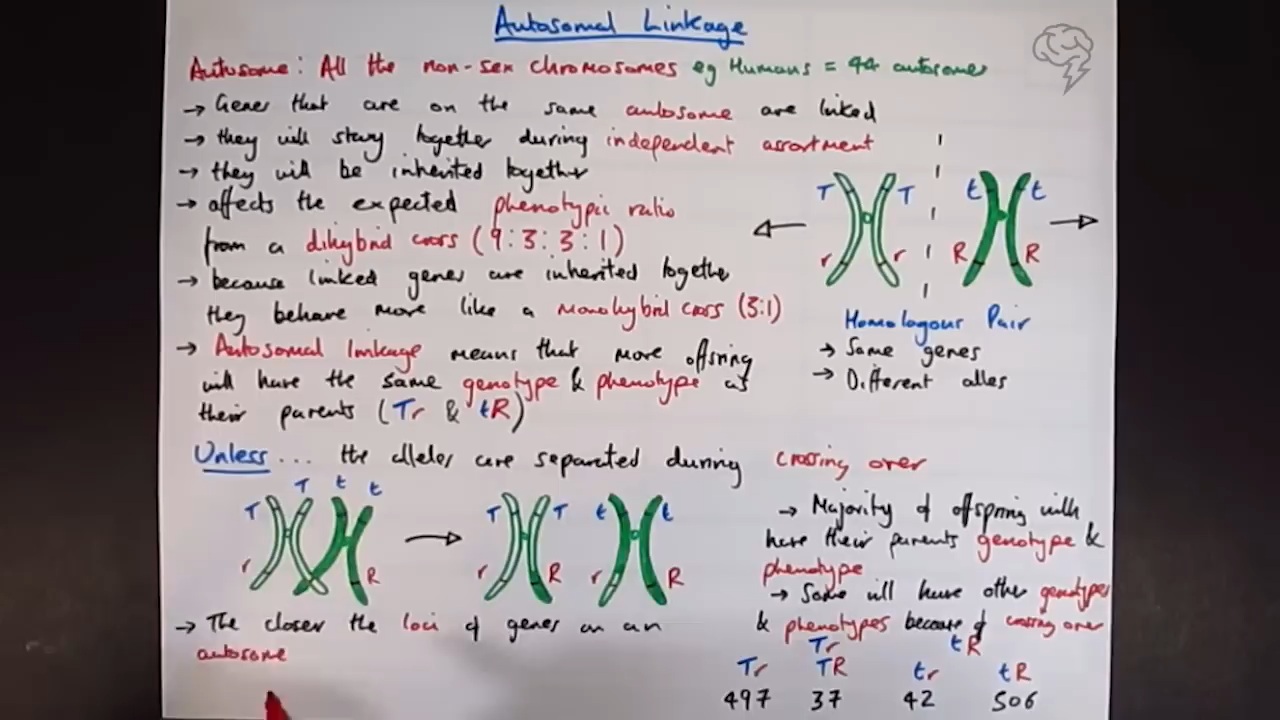 Autosomal Linkage
Autosome: All the non-sex chromosomes eg Humans = 44 autosomes
→ Genes that are on the same autosome are linked
→ they will stay together during independent assortment
→ they will be inherited together
→ affects the expected phenotypic ratio
from a dihybrid cross (9:3:3:1)
→ because linked genes are inherited together
they behave more like a monohybrid cross (3:1)
→ Autosomal linkage means that more offsring
will have the same genotype & phenotype as
their parents (Tr & tR)
T T t t
r r R R
Homologous Pair
→ Same genes
→ Different alles
Unless... the alleles are separated during crossing over
T T t t
r R
T T t t
r R r R
→ The closer the loci of genes on an
autosome
→ Majority of offspring will
have their parents genotype &
phenotype
→ Some will have other genotypes
& phenotypes because of crossing over
Tr tR
Tr TR tr tR
497 37 42 506